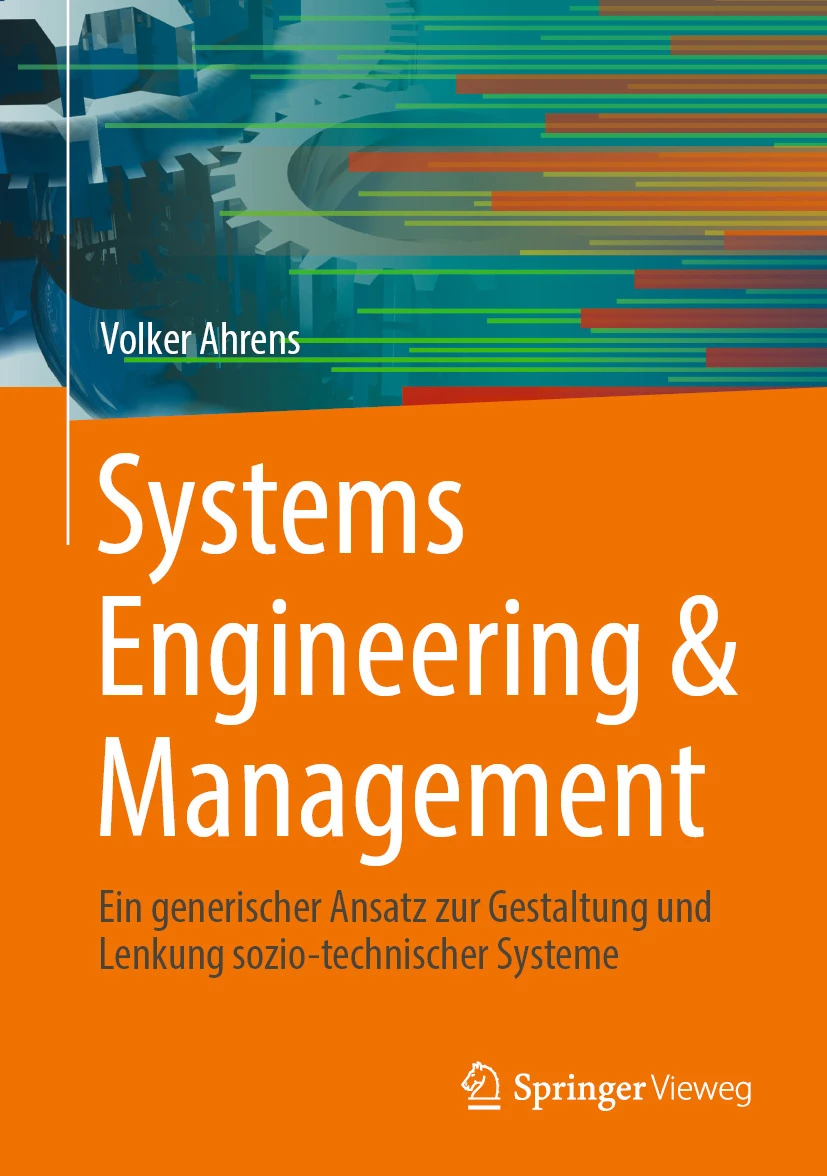 Volker Ahrens
Systems
Engineering &
Management
Ein generischer Ansatz zur Gestaltung und
Lenkung sozio-technischer Systeme
Springer Vieweg